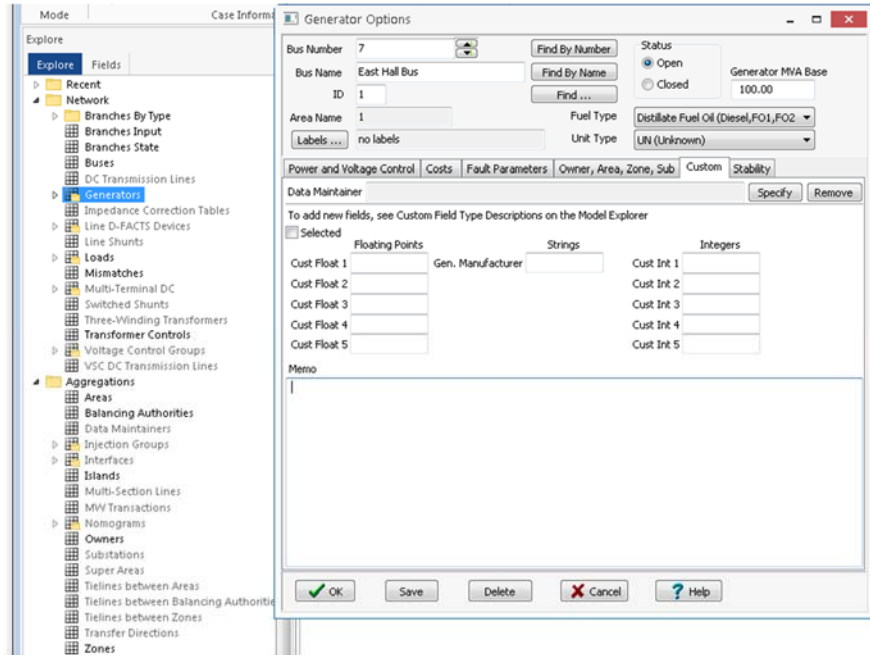 Mode
Case Informa
Explore
Explore Fields
Recent
Network
Branches By Type
Branches Input
Branches State
Buses
DC Transmission Lines
Generators
Impedance Correction Tables
Line D-FACTS Devices
Line Shunts
Loads
Mismatches
Multi-Terminal DC
Switched Shunts
Three-Winding Transformers
Transformer Controls
Voltage Control Groups
VSC DC Transmission Lines
Aggregations
Areas
Balancing Authorities
Data Maintainers
Injection Groups
Interfaces
Islands
Multi-Section Lines
MW Transactions
Nomograms
Owners
Substations
Super Areas
Tielines between Areas
Tielines between Balancing Authoritie
Tielines between Zones
Transfer Directions
Zones
Generator Options
Bus Number 7 Find By Number
Bus Name East Hall Bus Find By Name
ID 1 Find ...
Status
Open
Closed
Generator MVA Base
100.00
Area Name 1 Fuel Type Distillate Fuel Oil (Diesel,FO1,FO2
Labels ... no labels Unit Type UN (Unknown)
Power and Voltage Control Costs Fault Parameters Owner, Area, Zone, Sub Custom Stability
Data Maintainer Specify Remove
To add new fields, see Custom Field Type Descriptions on the Model Explorer
Selected
Floating Points Strings Integers
Cust Float 1 Gen. Manufacturer Cust Int 1
Cust Float 2 Cust Int 2
Cust Float 3 Cust Int 3
Cust Float 4 Cust Int 4
Cust Float 5 Cust Int 5
Memo
OK Save Delete Cancel Help